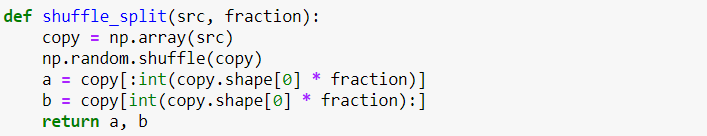 def shuffle_split(src, fraction):
    copy = np.array(src)
    np.random.shuffle(copy)
    a = copy[:int(copy.shape[0] * fraction)]
    b = copy[int(copy.shape[0] * fraction):]
    return a, b